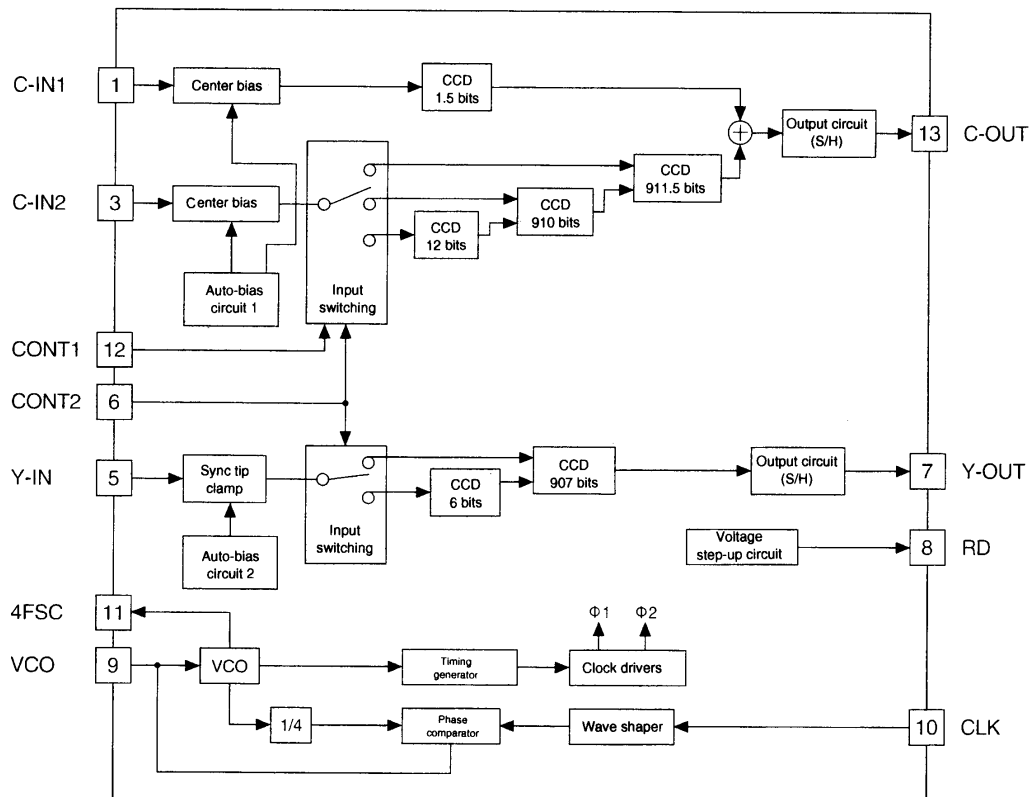 C-IN1
1
Center bias
CCD
1.5 bits
Output circuit
(S/H)
13
C-OUT
C-IN2
3
Center bias
CCD
911.5 bits
CCD
910 bits
CCD
12 bits
Auto-bias
circuit 1
Input
switching
CONT1
12
CONT2
6
Y-IN
5
Sync tip
clamp
CCD
907 bits
CCD
6 bits
Output circuit
(S/H)
7
Y-OUT
Input
switching
Auto-bias
circuit 2
Voltage
step-up circuit
8
RD
4FSC
11
Φ1
Φ2
VCO
9
VCO
Timing
generator
Clock drivers
1/4
Phase
comparator
Wave shaper
10
CLK